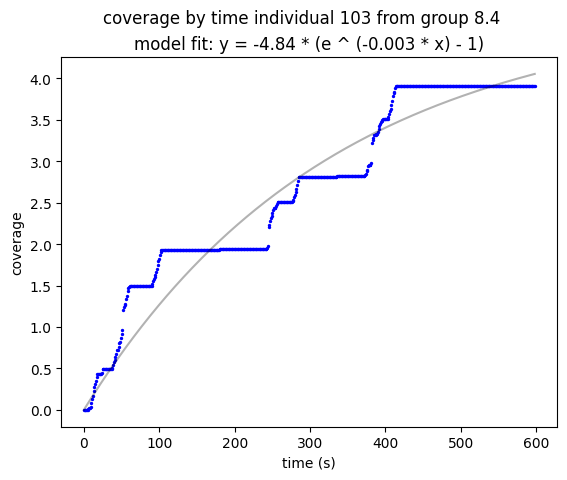 coverage by time individual 103 from group 8.4
model fit: y = -4.84 * (e ^ (-0.003 * x) - 1)
4.0
3.5
3.0
2.5
2.0
1.5
1.0
0.5
0.0
coverage
0 100 200 300 400 500 600
time (s)